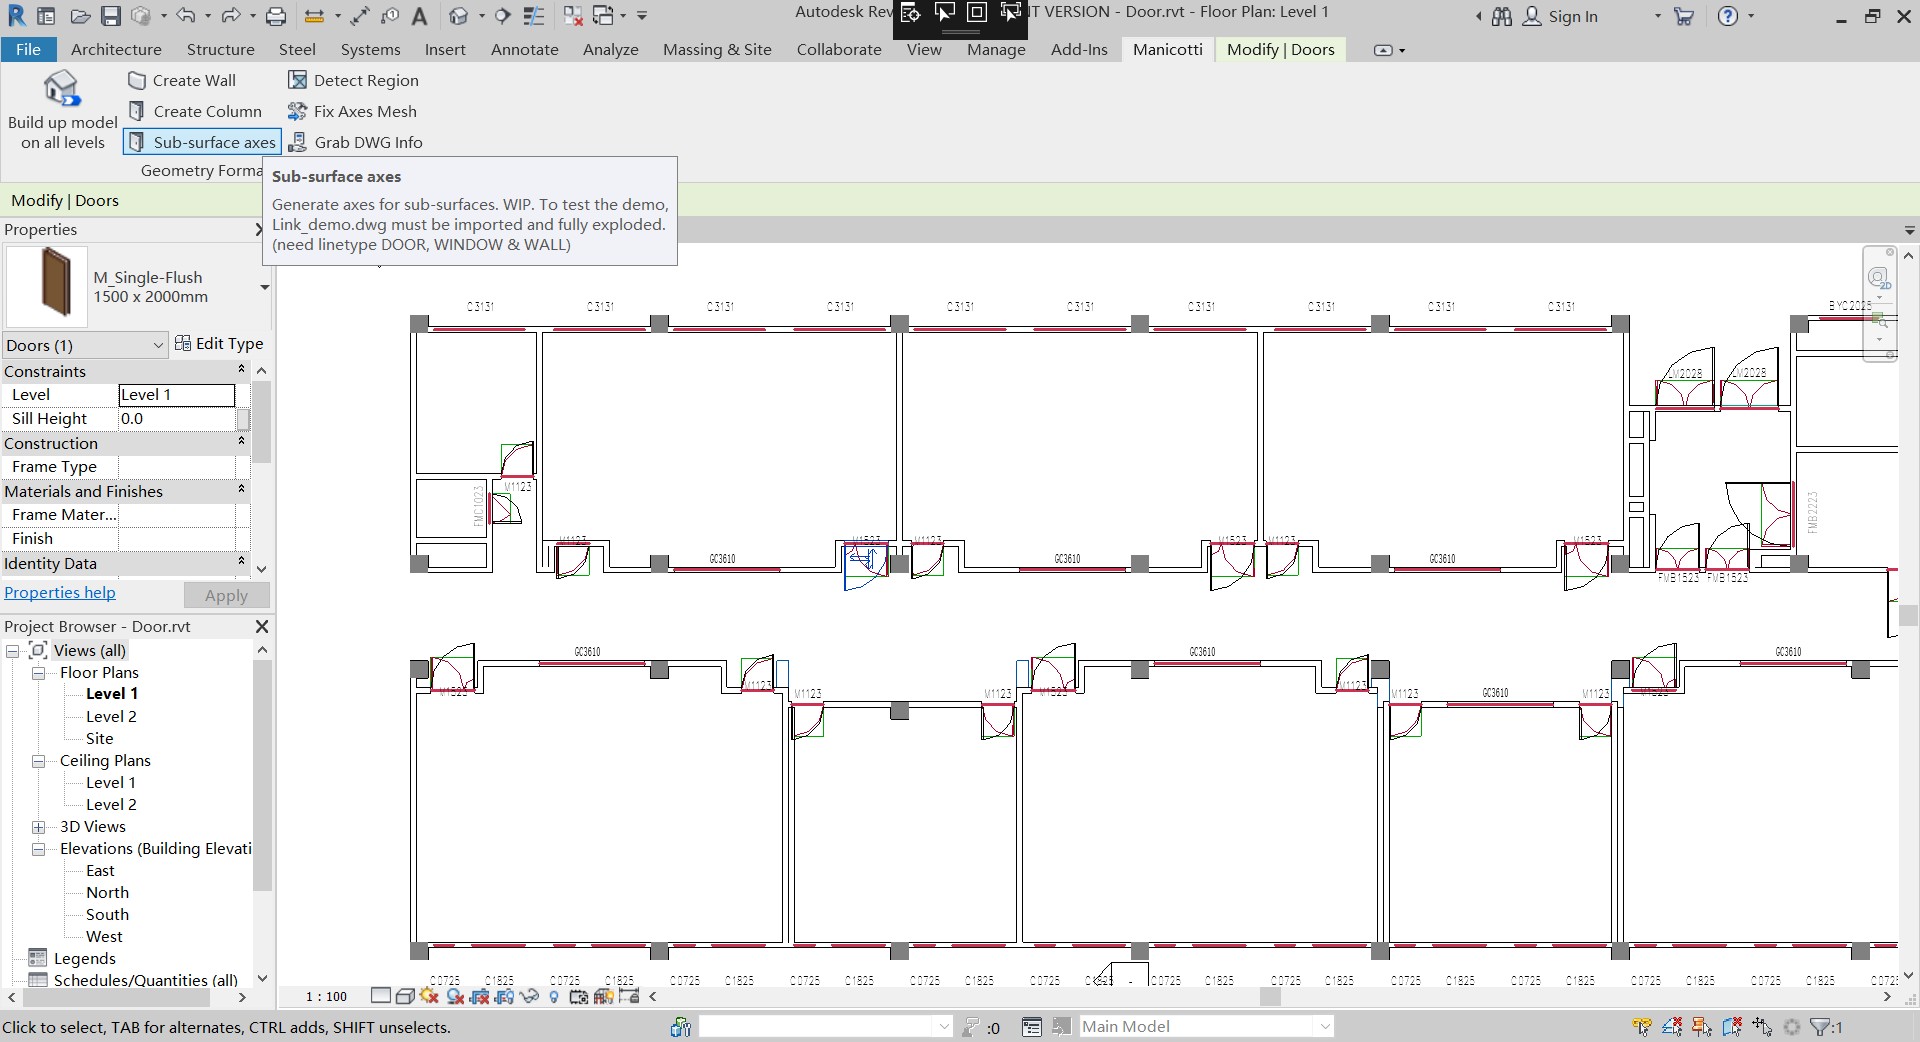 Autodesk Rev
NT VERSION - Door.rvt - Floor Plan: Level 1
Sign In
File
Architecture
Structure
Steel
Systems
Insert
Annotate
Analyze
Massing & Site
Collaborate
View
Manage
Add-Ins
Manicotti
Modify | Doors
Build up model
on all levels
Create Wall
Create Column
Sub-surface axes
Detect Region
Fix Axes Mesh
Grab DWG Info
Geometry Forma
Modify | Doors
Sub-surface axes
Generate axes for sub-surfaces. WIP. To test the demo,
Link_demo.dwg must be imported and fully exploded.
(need linetype DOOR, WINDOW & WALL)
Properties
M_Single-Flush
1500 x 2000mm
Doors (1)
Edit Type
Constraints
Level
Level 1
Sill Height
0.0
Construction
Frame Type
Materials and Finishes
Frame Mater...
Finish
Identity Data
Properties help
Apply
Project Browser - Door.rvt
Views (all)
Floor Plans
Level 1
Level 2
Site
Ceiling Plans
Level 1
Level 2
3D Views
Elevations (Building Elevati
East
North
South
West
Legends
Schedules/Quantities (all)
C3131 C3131 C3131 C3131 C3131 C3131 C3131 C3131 C3131 C3131 BYC2025
2D
LM2028 LM2028
M1123
FMC1023
FMB2223
M1123 M1523 M1123 M1523 M1123 M1523
GC3610 GC3610 GC3610
FMB1523 FMB1523
GC3610 GC3610 GC3610
M1523 M1123 M1123 M1123 M1523 M1123 M1123 GC3610 M1123 M1523
C0725 C1825 C0725 C1825 C0725 C1825 C0725 C1825 C0725 C1825 C0725 C1825 C0725 C1825 C0725 C1825 C0725 C1825 C0725 C1825 C0725 C1825 C0725 C1825 C072
1 : 100
Click to select, TAB for alternates, CTRL adds, SHIFT unselects.
:0
Main Model
:1